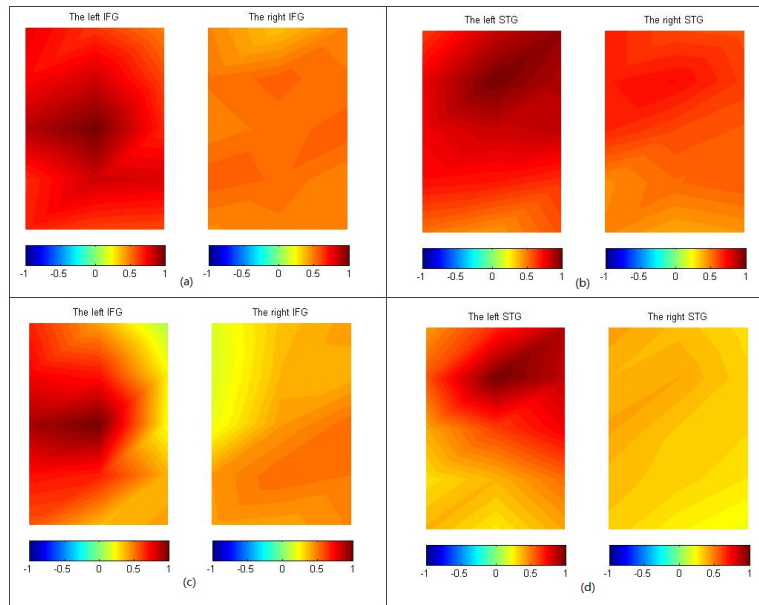 The left IFG
The right IFG
-1 -0.5 0 0.5 1
-1 -0.5 0 0.5 1
(a)
The left STG
The right STG
-1 -0.5 0 0.5 1
-1 -0.5 0 0.5 1
(b)
The left IFG
The right IFG
-1 -0.5 0 0.5 1
-1 -0.5 0 0.5 1
(c)
The left STG
The right STG
-1 -0.5 0 0.5 1
-1 -0.5 0 0.5 1
(d)